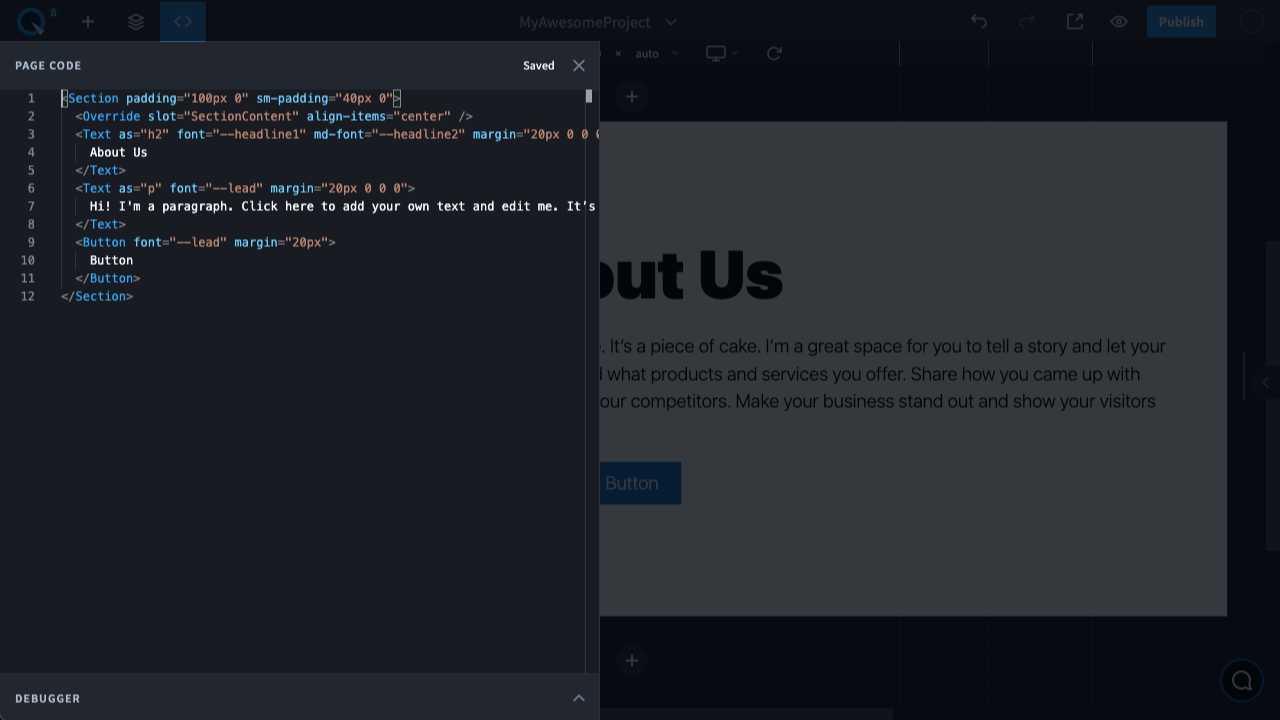 β
MyAwesomeProject
Publish
× auto
PAGE CODE
Saved
1 <Section padding="100px 0" sm-padding="40px 0">
2 <Override slot="SectionContent" align-items="center" />
3 <Text as="h2" font="--headline1" md-font="--headline2" margin="20px 0 0 0
4 About Us
5 </Text>
6 <Text as="p" font="--lead" margin="20px 0 0 0">
7 Hi! I'm a paragraph. Click here to add your own text and edit me. It’s
8 </Text>
9 <Button font="--lead" margin="20px">
10 Button
11 </Button>
12 </Section>
out Us
. It’s a piece of cake. I’m a great space for you to tell a story and let your
what products and services you offer. Share how you came up with
our competitors. Make your business stand out and show your visitors
Button
DEBUGGER